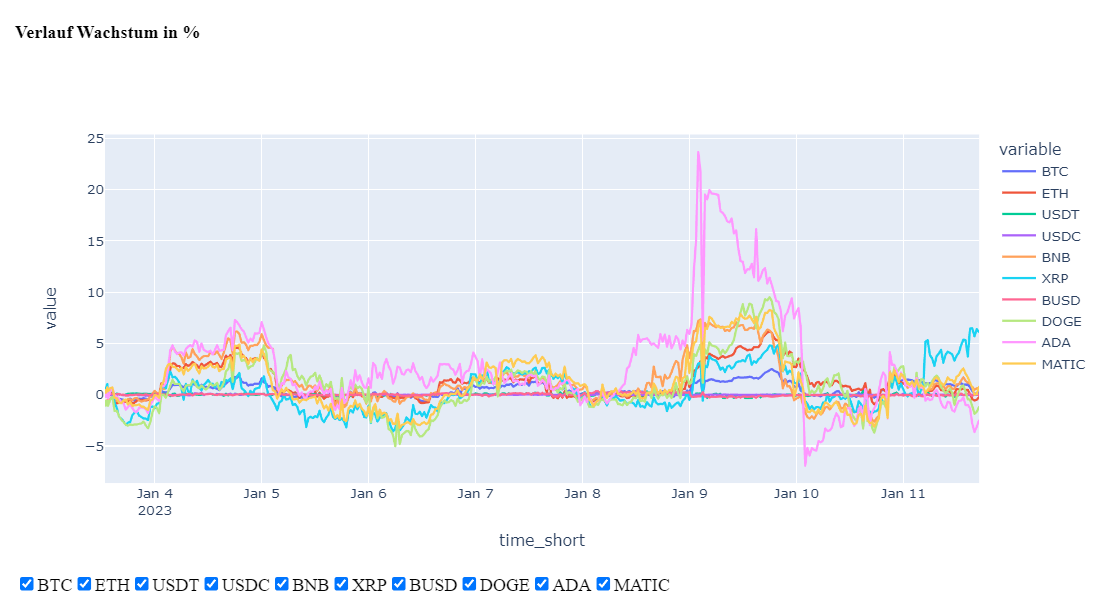 Verlauf Wachstum in %
25
20
15
10
5
0
−5
value
Jan 4
2023
Jan 5
Jan 6
Jan 7
Jan 8
Jan 9
Jan 10
Jan 11
time_short
variable
BTC
ETH
USDT
USDC
BNB
XRP
BUSD
DOGE
ADA
MATIC
BTC ETH USDT USDC BNB XRP BUSD DOGE ADA MATIC